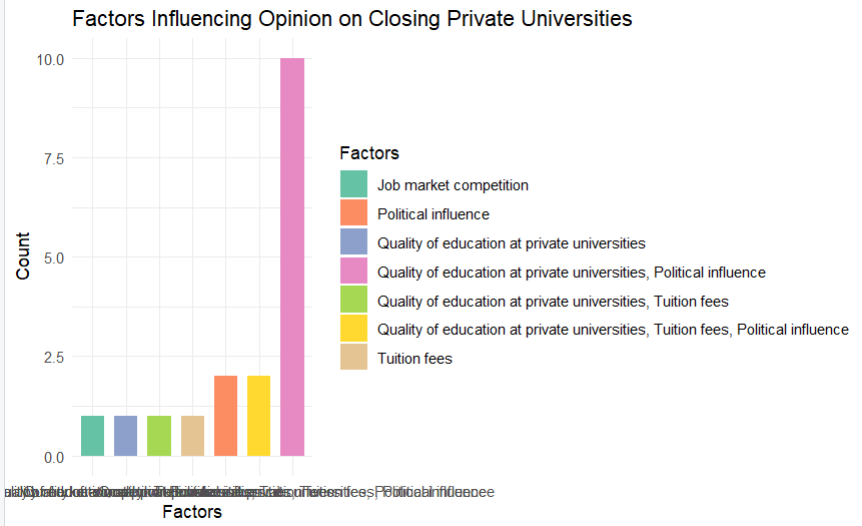 Factors Influencing Opinion on Closing Private Universities
10.0
7.5
5.0
2.5
0.0
Count
Factors
Factors
Job market competition
Political influence
Quality of education at private universities
Quality of education at private universities, Political influence
Quality of education at private universities, Tuition fees
Quality of education at private universities, Tuition fees, Political influence
Tuition fees